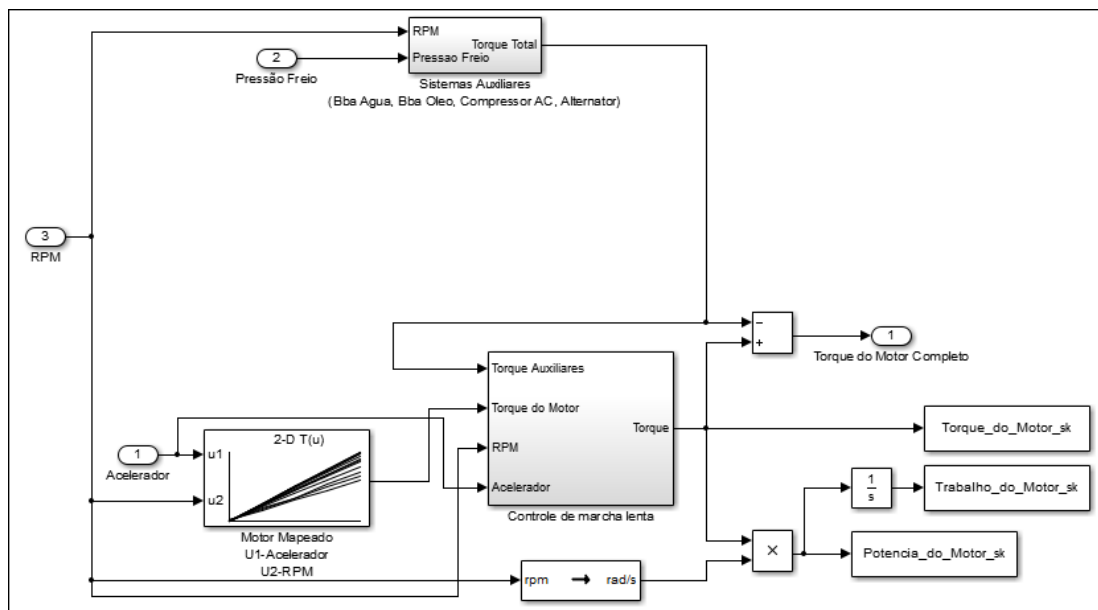 RPM
Pressao Freio
Torque Total
2
Pressão Freio
Sistemas Auxiliares
(Bba Agua, Bba Oleo, Compressor AC, Alternator)
3
RPM
−
+
1
Torque do Motor Completo
Torque Auxiliares
Torque do Motor
RPM
Acelerador
Torque
Controle de marcha lenta
Torque_do_Motor_sk
1
Acelerador
2-D T(u)
u1
u2
Motor Mapeado
U1-Acelerador
U2-RPM
1
s
Trabalho_do_Motor_sk
×
Potencia_do_Motor_sk
rpm → rad/s